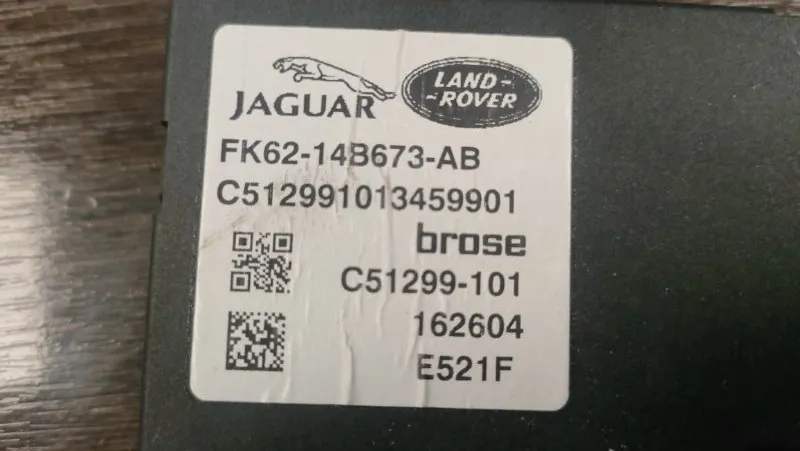 JAGUAR
LAND-
-ROVER
FK62-14B673-AB
C512991013459901
brose
C51299-101
162604
E521F